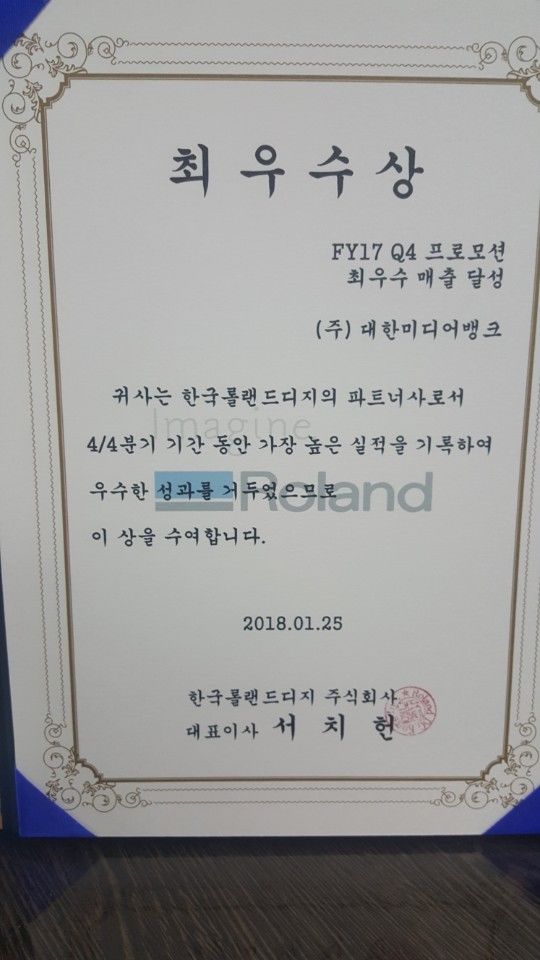 최우수상
FY17 Q4 프로모션
최우수 매출 달성
(주) 대한미디어뱅크
귀사는 한국롤랜드디지의 파트너사로서
Imagine
4/4분기 기간 동안 가장 높은 실적을 기록하여
우수한 성과를 거두었으므로
Roland
이 상을 수여합니다.
2018.01.25
한국롤랜드디지 주식회사
대표이사 서치헌
Roland